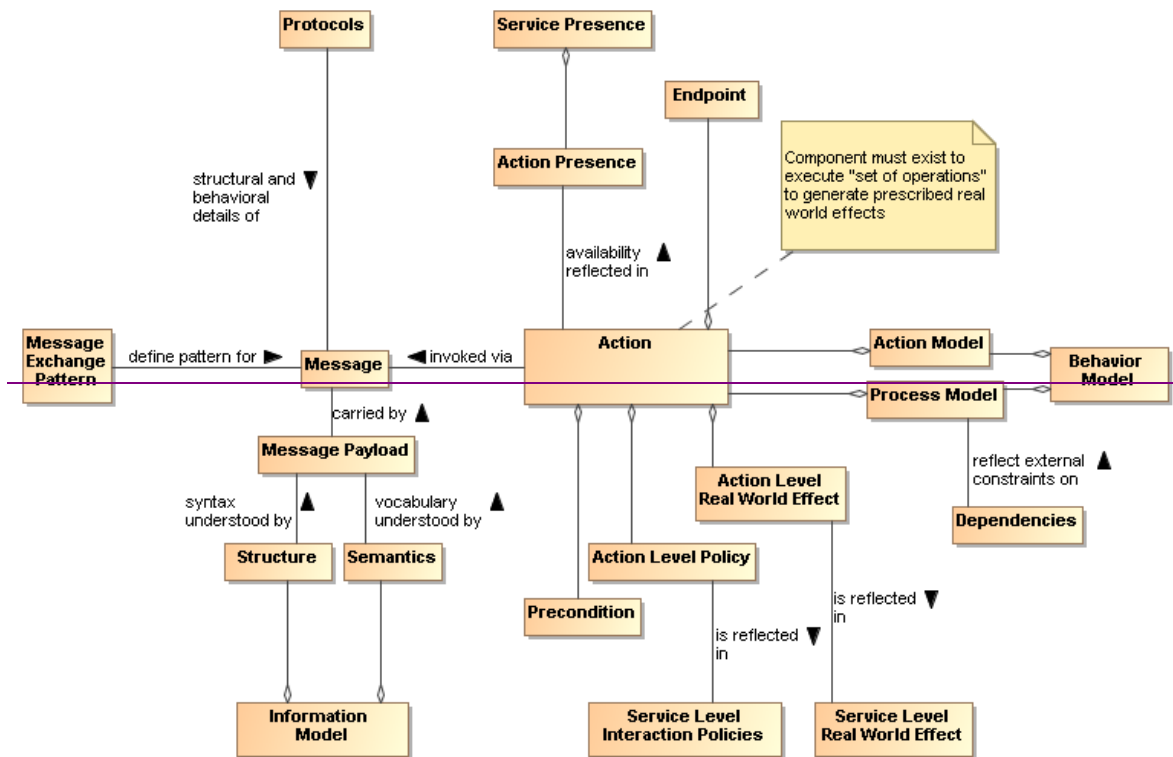 Protocols
Service Presence
Endpoint
Component must exist to
execute "set of operations"
to generate prescribed real
world effects
Action Presence
structural and
behavioral
details of
availability
reflected in
Message
Exchange
Pattern
define pattern for
Message
invoked via
Action
Action Model
Behavior
Model
Process Model
carried by
Message Payload
reflect external
constraints on
Action Level
Real World Effect
syntax
understood by
vocabulary
understood by
Dependencies
Structure
Semantics
Action Level Policy
Precondition
is reflected
in
is reflected
in
Information
Model
Service Level
Interaction Policies
Service Level
Real World Effect